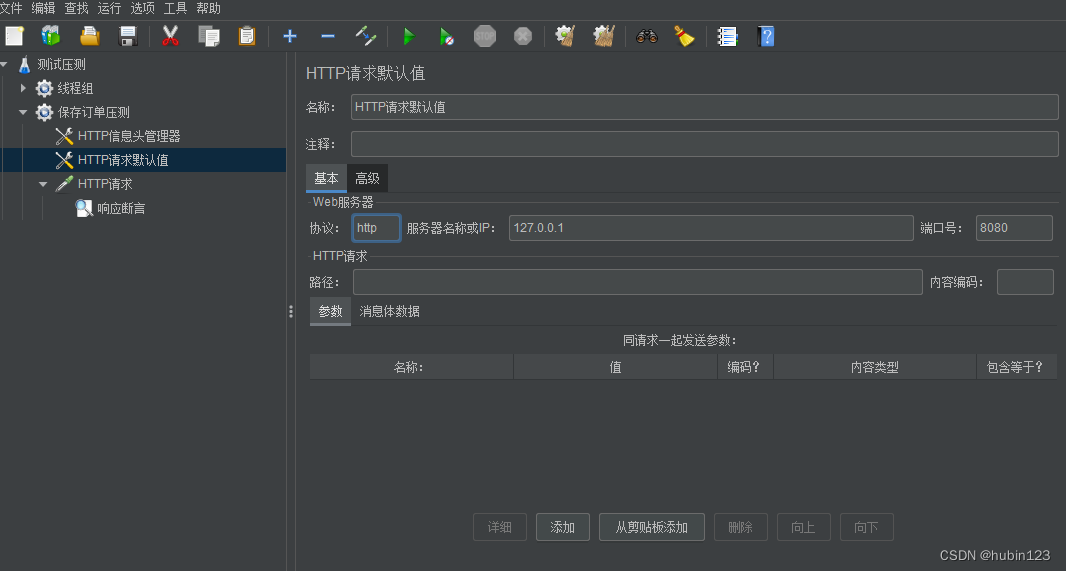 文件 编辑 查找 运行 选项 工具 帮助
STOP
?
测试压测
线程组
保存订单压测
HTTP信息头管理器
HTTP请求默认值
HTTP请求
响应断言
HTTP请求默认值
名称： HTTP请求默认值
注释：
基本 高级
Web服务器
协议： http 服务器名称或IP： 127.0.0.1 端口号： 8080
HTTP请求
路径： 内容编码：
参数 消息体数据
同请求一起发送参数：
名称： 值 编码？ 内容类型 包含等于？
详细 添加 从剪贴板添加 删除 向上 向下
CSDN @hubin123